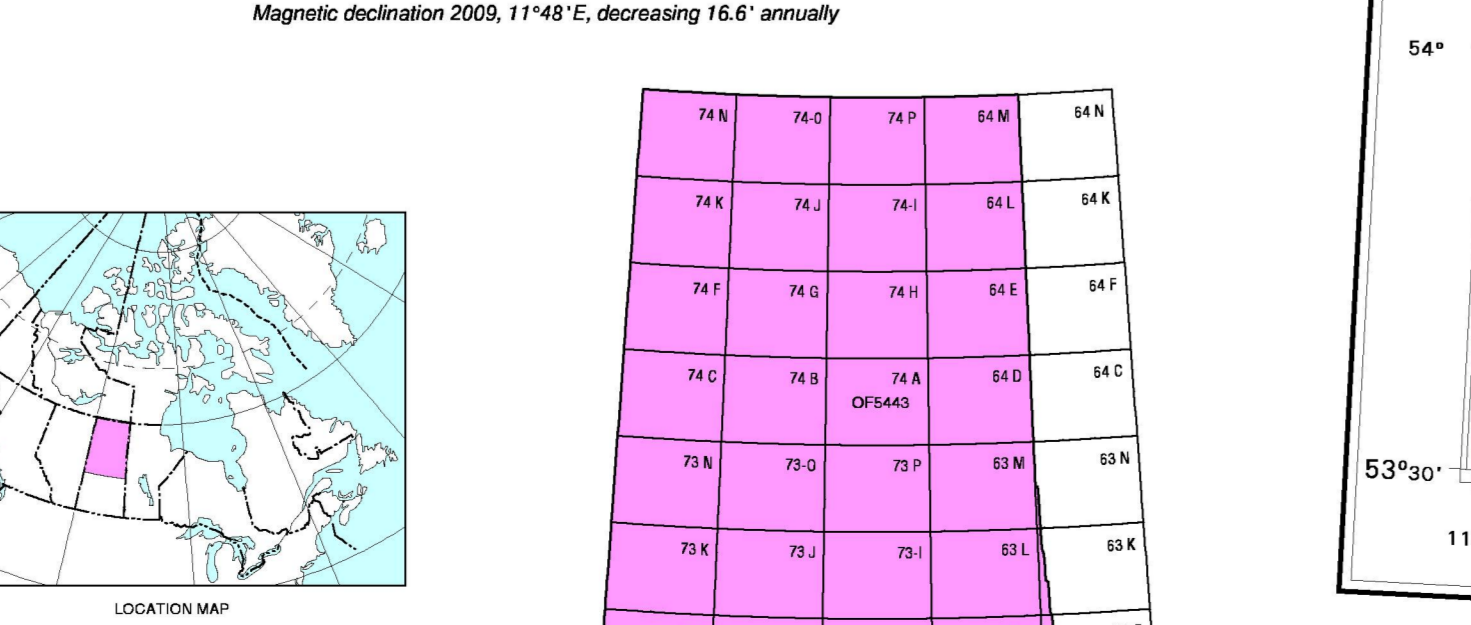 Magnetic declination 2009, 11°48'E, decreasing 16.6' annually
54°
74 N 74-O 74 P 64 M 64 N
74 K 74 J 74-I 64 L 64 K
74 F 74 G 74 H 64 E 64 F
74 C 74 B 74 A 64 D 64 C
OF5443
73 N 73-O 73 P 63 M 63 N
53°30'
73 K 73 J 73-I 63 L 63 K
11
LOCATION MAP